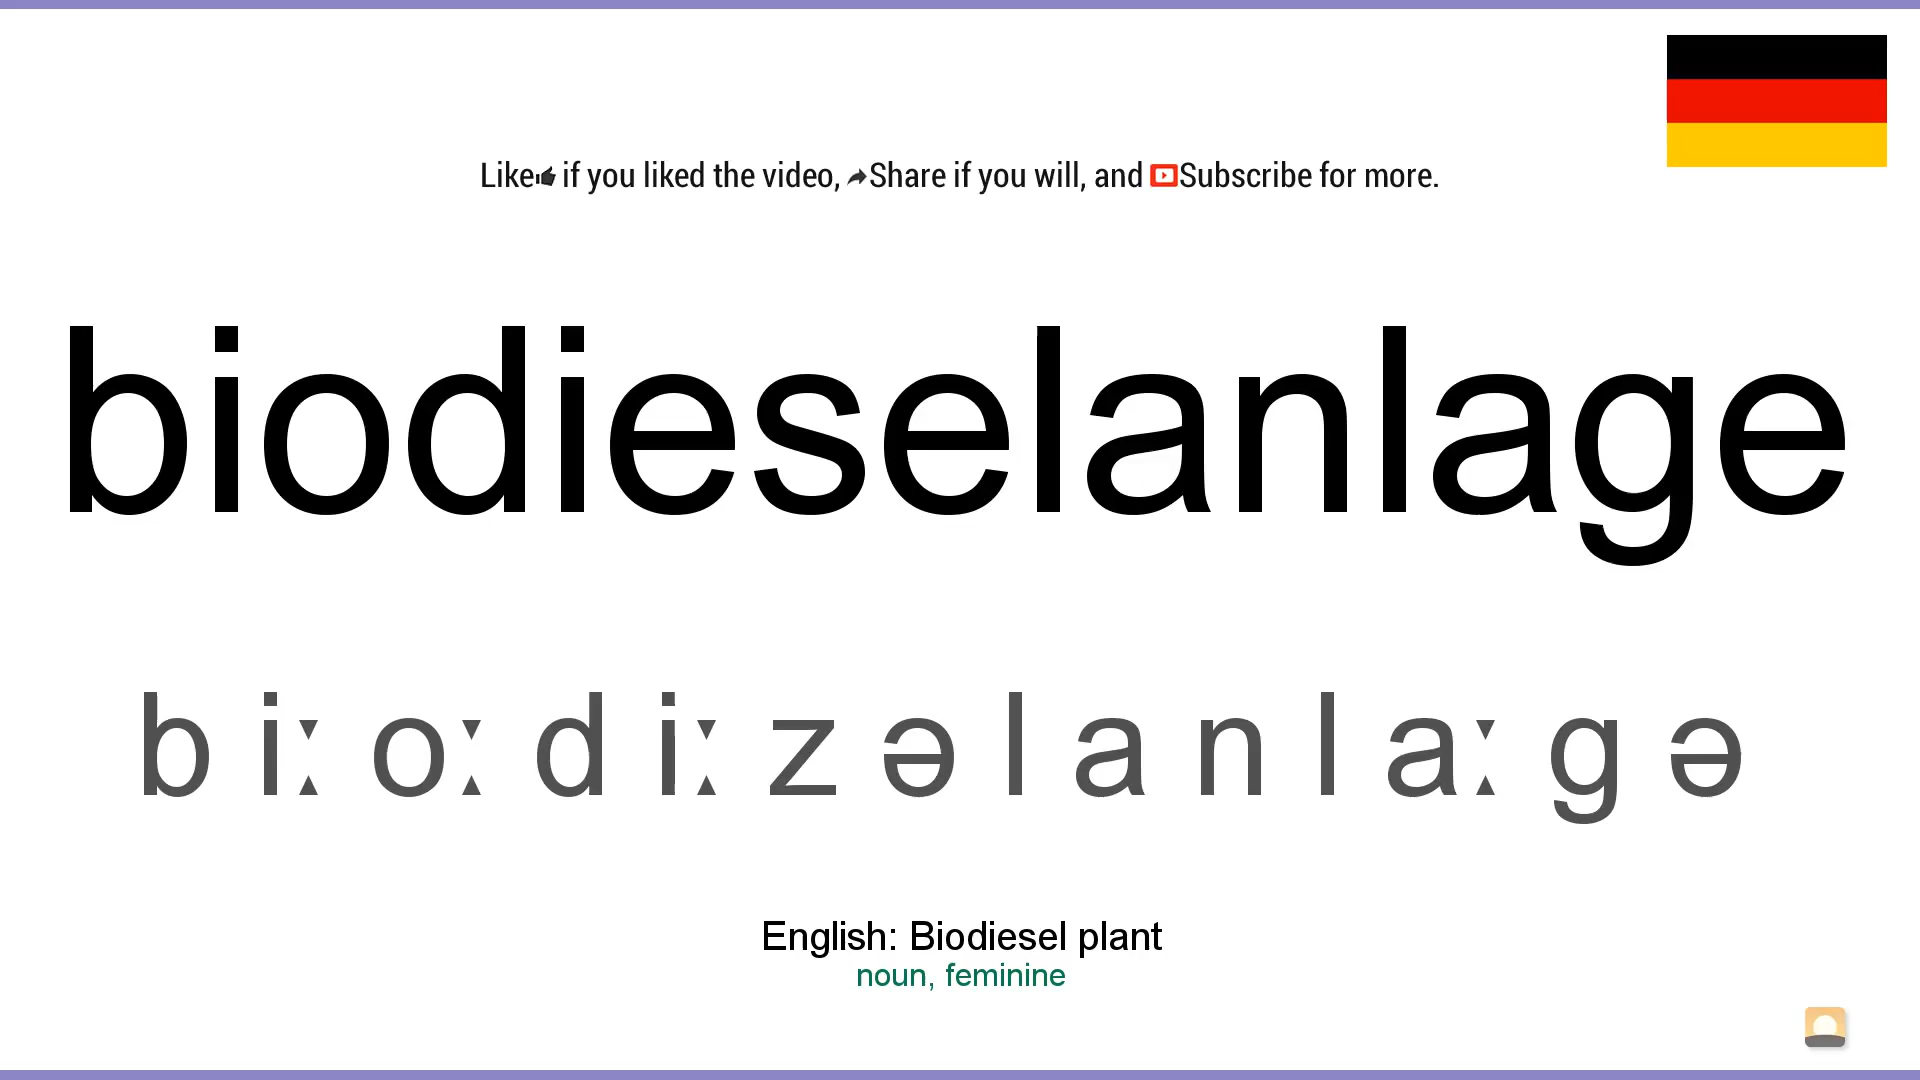 Like if you liked the video, Share if you will, and Subscribe for more.
biodieselanlage
b iː oː d iː z ə l a n l aː g ə
English: Biodiesel plant
noun, feminine